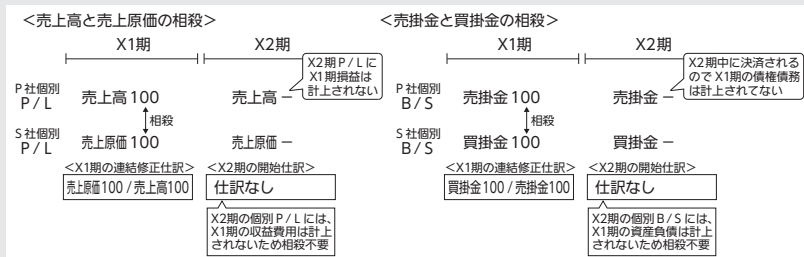 ＜売上高と売上原価の相殺＞
X1期
X2期
P社個別
P/L
売上高100
売上高 −
X2期P/Lに
X1期損益は
計上されない
相殺
S社個別
P/L
売上原価100
売上原価 −
＜X1期の連結修正仕訳＞
売上原価100 / 売上高100
＜X2期の開始仕訳＞
仕訳なし
X2期の個別P/Lには、
X1期の収益費用は計上
されないため相殺不要
＜売掛金と買掛金の相殺＞
X1期
X2期
P社個別
B/S
売掛金100
売掛金 −
X2期中に決済される
のでX1期の債権債務
は計上されてない
相殺
S社個別
B/S
買掛金100
買掛金 −
＜X1期の連結修正仕訳＞
買掛金100 / 売掛金100
＜X2期の開始仕訳＞
仕訳なし
X2期の個別B/Sには、
X1期の資産負債は計上
されないため相殺不要